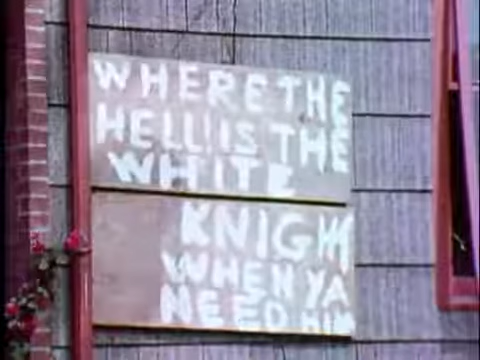 WHERE THE
HELL! IS THE
WHITE
KNIGHT
WHEN YA
NEED HIM